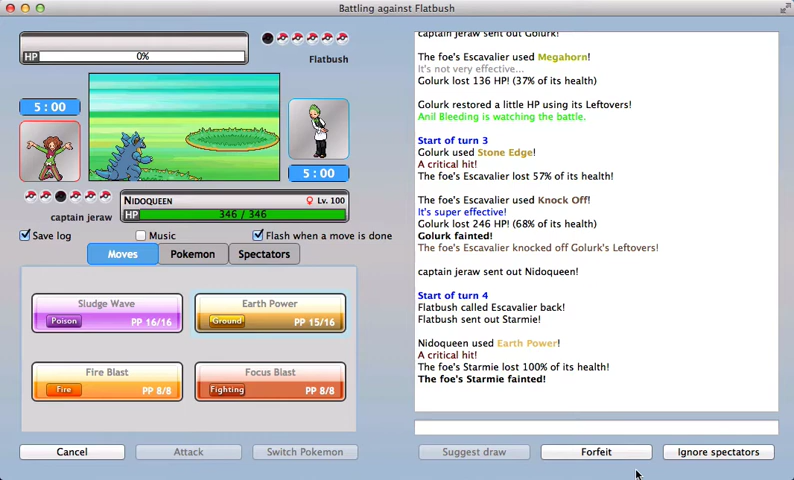 Battling against Flatbush
HP
0%
Flatbush
5 : 00
5 : 00
captain jeraw
NIDOQUEEN
Lv. 100
HP
346 / 346
Save log
Music
Flash when a move is done
Moves
Pokemon
Spectators
Sludge Wave
Poison
PP 16/16
Earth Power
Ground
PP 15/16
Fire Blast
Fire
PP 8/8
Focus Blast
Fighting
PP 8/8
Cancel
Attack
Switch Pokemon
captain jeraw sent out Golurk!
The foe's Escavalier used Megahorn!
It's not very effective...
Golurk lost 136 HP! (37% of its health)
Golurk restored a little HP using its Leftovers!
Anil Bleeding is watching the battle.
Start of turn 3
Golurk used Stone Edge!
A critical hit!
The foe's Escavalier lost 57% of its health!
The foe's Escavalier used Knock Off!
It's super effective!
Golurk lost 246 HP! (68% of its health)
Golurk fainted!
The foe's Escavalier knocked off Golurk's Leftovers!
captain jeraw sent out Nidoqueen!
Start of turn 4
Flatbush called Escavalier back!
Flatbush sent out Starmie!
Nidoqueen used Earth Power!
A critical hit!
The foe's Starmie lost 100% of its health!
The foe's Starmie fainted!
Suggest draw
Forfeit
Ignore spectators